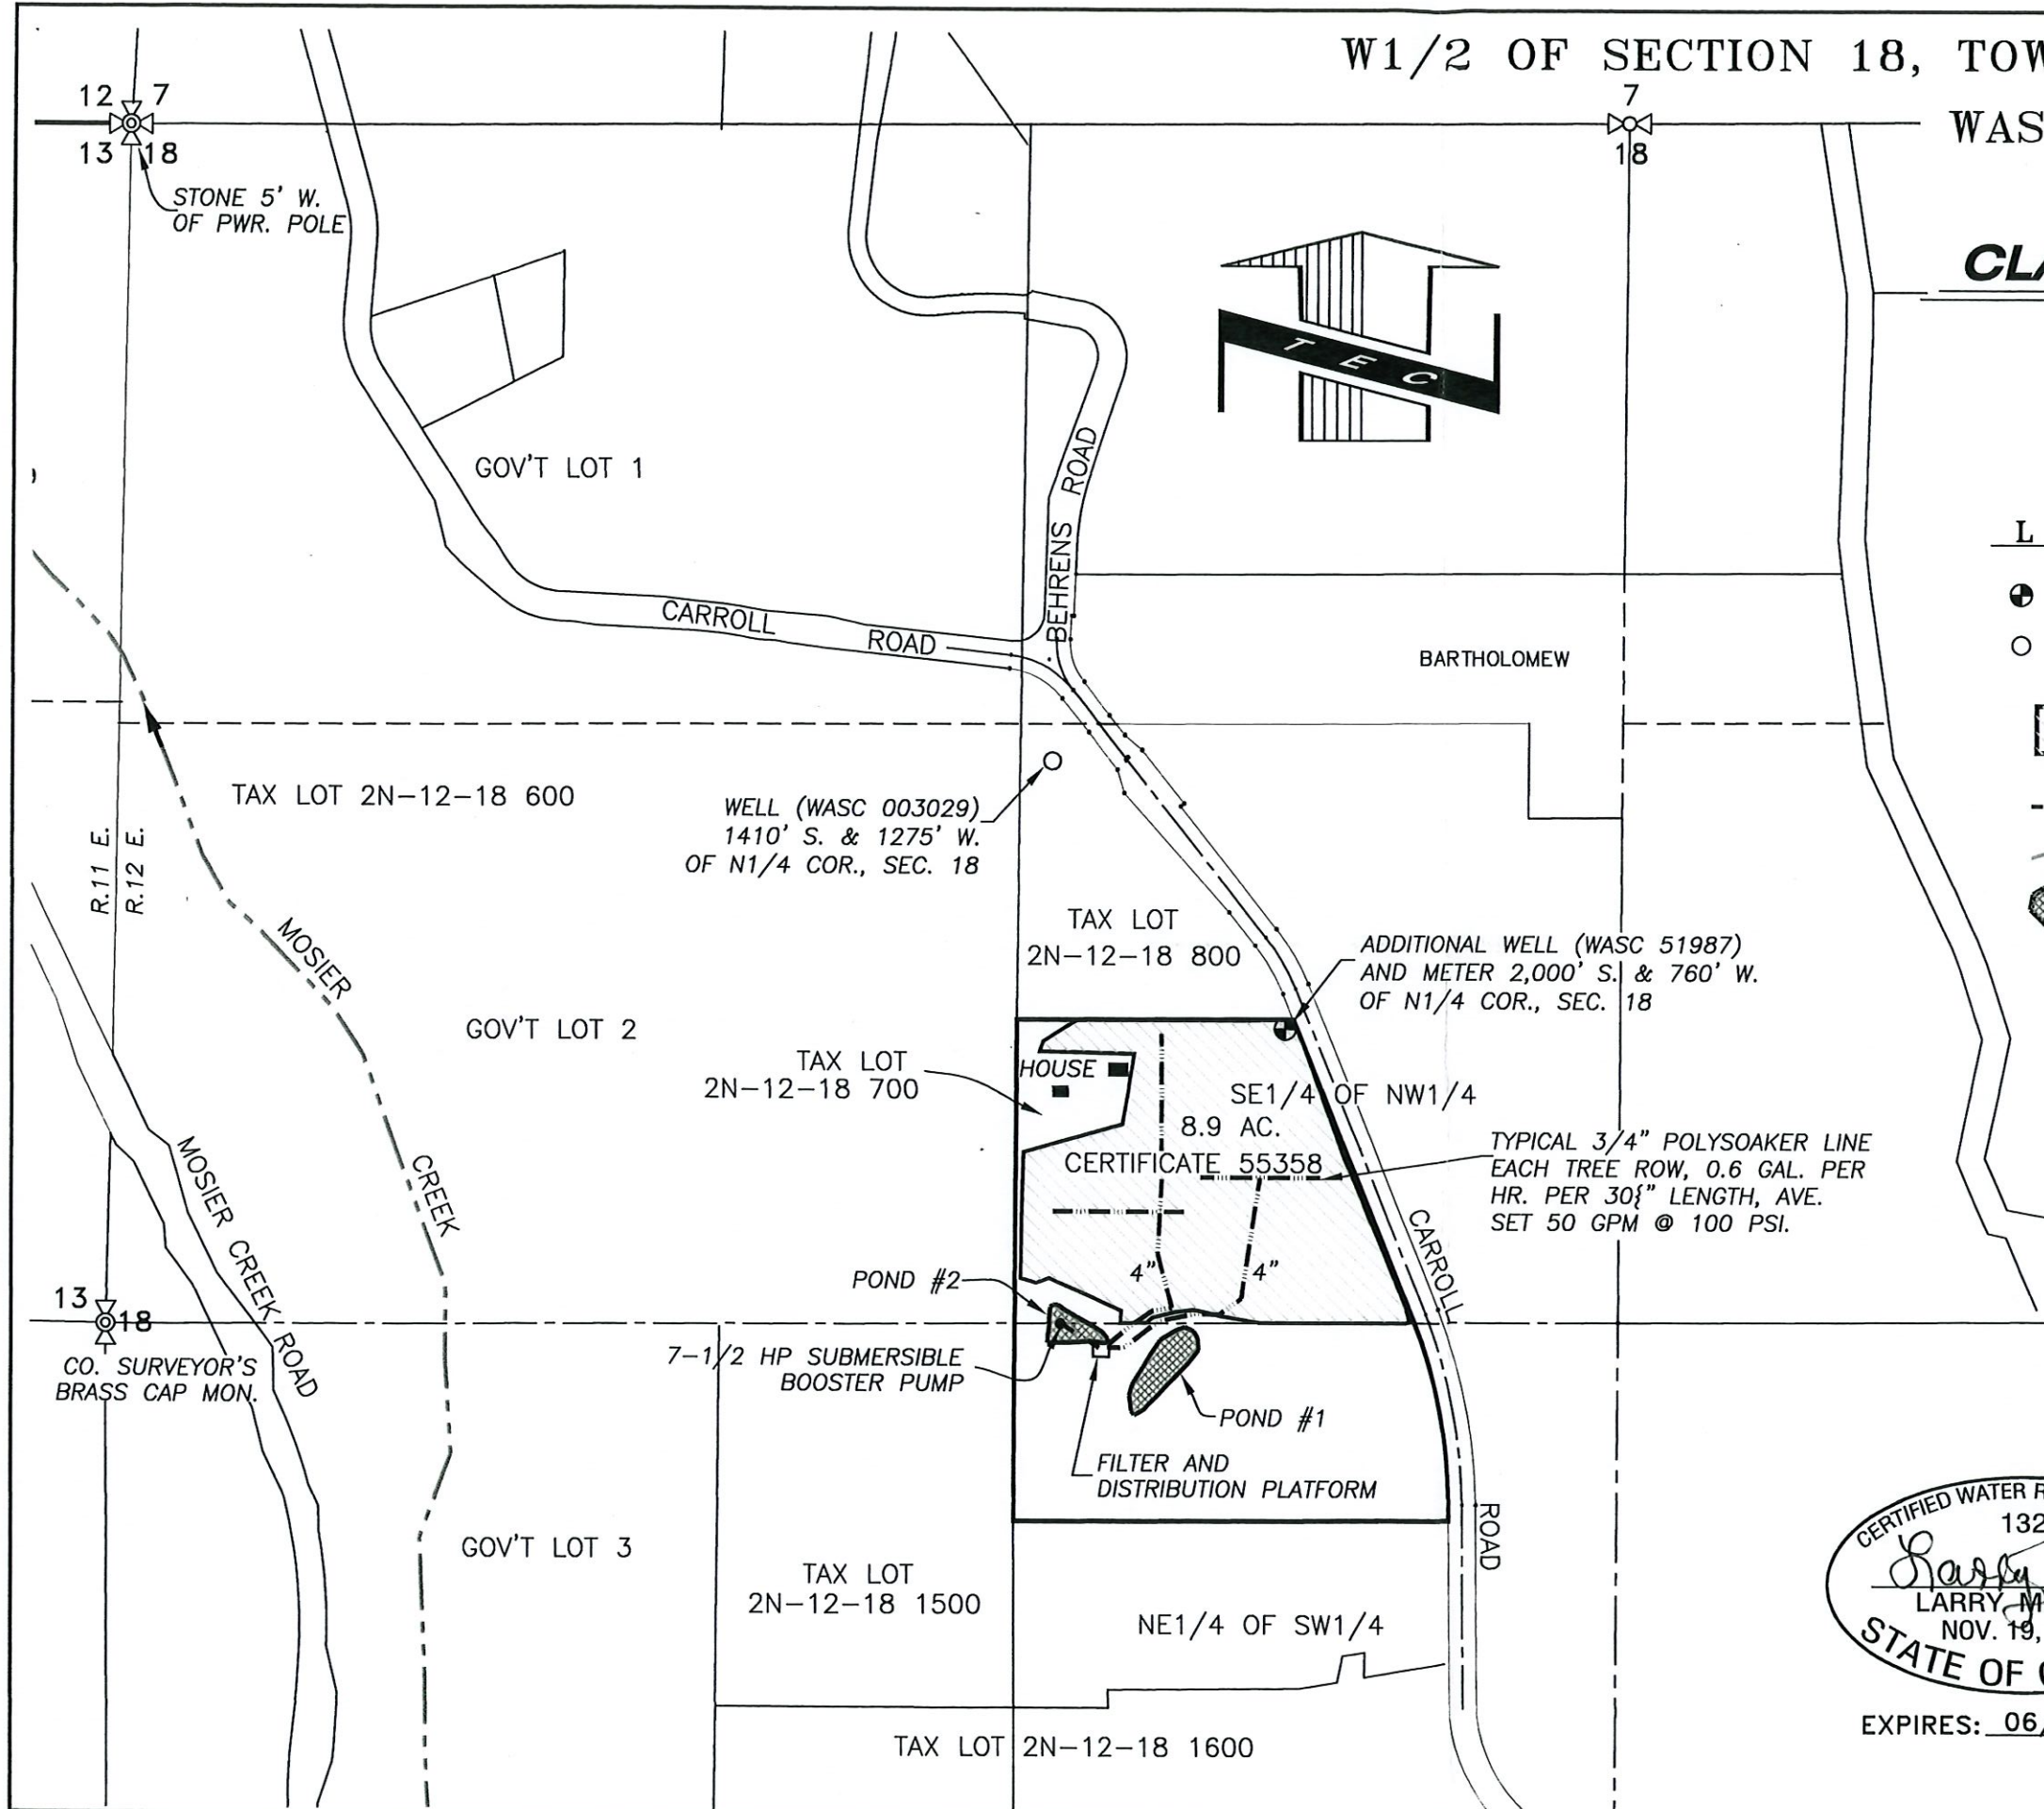 W1/2 OF SECTION 18, TOW
WAS
12 7
13 18
7
18
STONE 5' W.
OF PWR. POLE
CLA
T E C
GOV'T LOT 1
BEHRENS ROAD
CARROLL ROAD
L
BARTHOLOMEW
TAX LOT 2N-12-18 600
WELL (WASC 003029)
1410' S. & 1275' W.
OF N1/4 COR., SEC. 18
R.11 E.
R.12 E.
MOSIER CREEK
TAX LOT
2N-12-18 800
ADDITIONAL WELL (WASC 51987)
AND METER 2,000' S. & 760' W.
OF N1/4 COR., SEC. 18
GOV'T LOT 2
TAX LOT
2N-12-18 700
HOUSE
SE1/4 OF NW1/4
8.9 AC.
CERTIFICATE 55358
TYPICAL 3/4" POLYSOAKER LINE
EACH TREE ROW, 0.6 GAL. PER
HR. PER 30{" LENGTH, AVE.
SET 50 GPM @ 100 PSI.
MOSIER CREEK ROAD
CARROLL ROAD
4" 4"
POND #2
13
18
CO. SURVEYOR'S
BRASS CAP MON.
7-1/2 HP SUBMERSIBLE
BOOSTER PUMP
POND #1
FILTER AND
DISTRIBUTION PLATFORM
GOV'T LOT 3
TAX LOT
2N-12-18 1500
NE1/4 OF SW1/4
TAX LOT 2N-12-18 1600
CERTIFIED WATER R
132
Larry
LARRY M
NOV. 19,
STATE OF O
EXPIRES: 06/